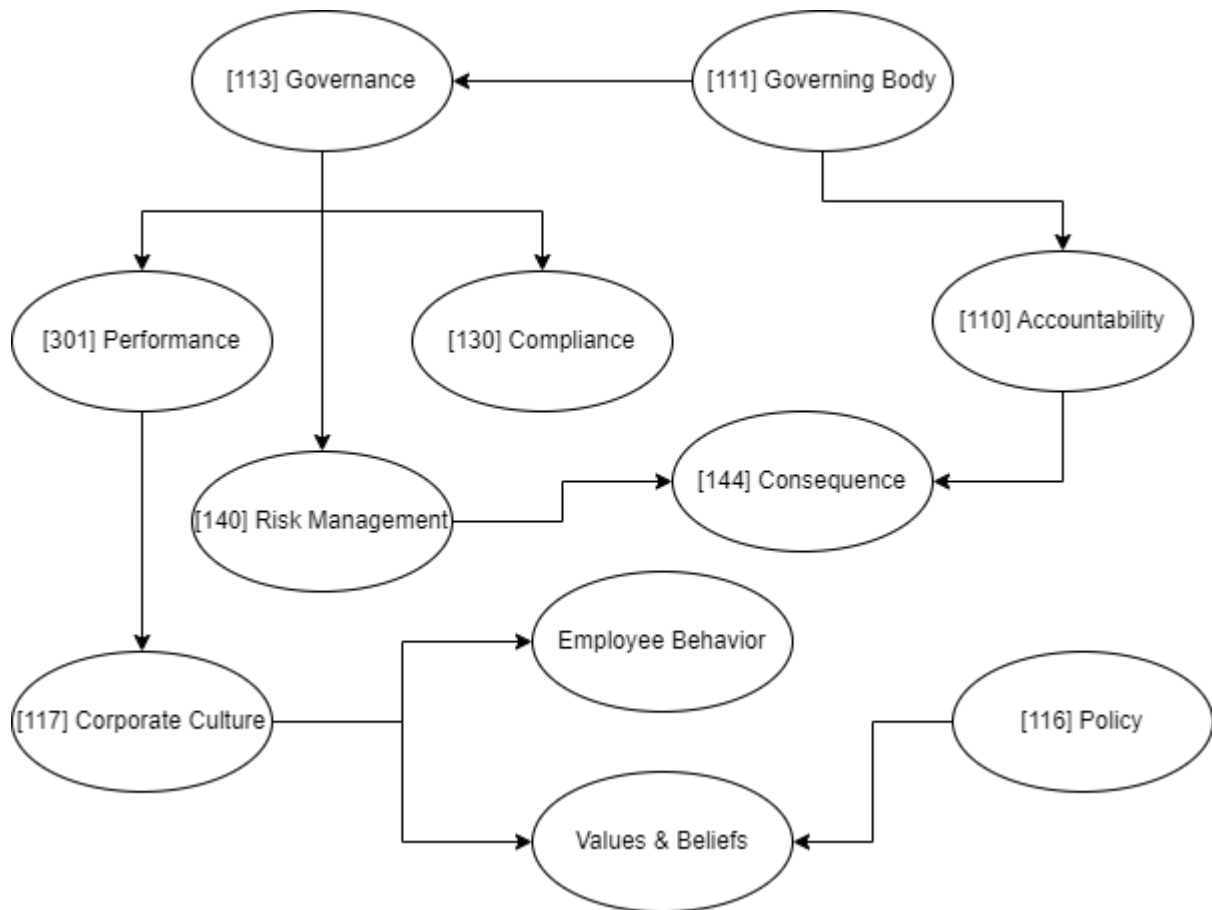 [113] Governance
[111] Governing Body
[301] Performance
[130] Compliance
[110] Accountability
[144] Consequence
[140] Risk Management
Employee Behavior
[117] Corporate Culture
[116] Policy
Values & Beliefs